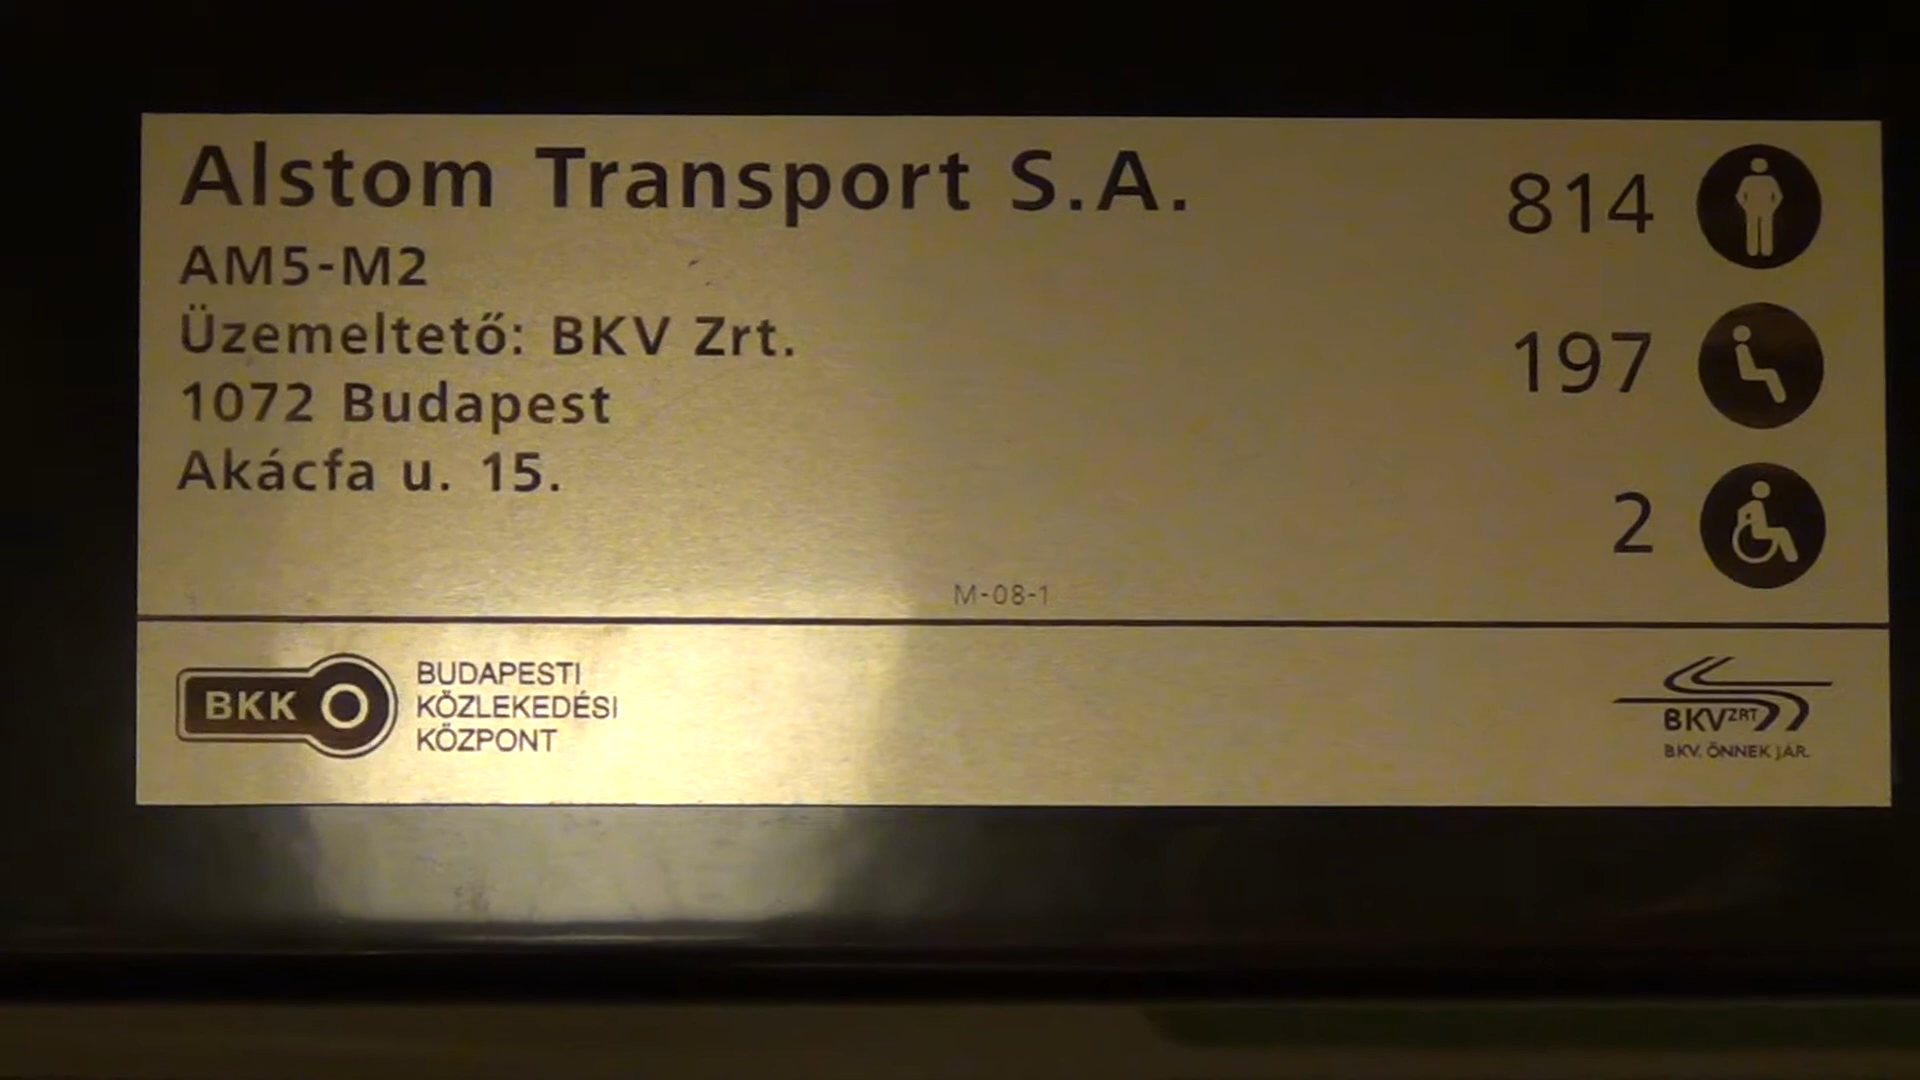 Alstom Transport S.A.
814
AM5-M2
Üzemeltető: BKV Zrt.
197
1072 Budapest
Akácfa u. 15.
2
M-08-1
BKK
BUDAPESTI
KÖZLEKEDÉSI
KÖZPONT
BKV ZRT
BKV. ÖNNEK JÁR.